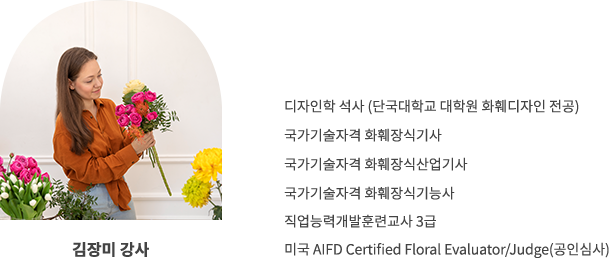 디자인학 석사 (단국대학교 대학원 화훼디자인 전공)
국가기술자격 화훼장식기사
국가기술자격 화훼장식산업기사
국가기술자격 화훼장식기능사
직업능력개발훈련교사 3급
미국 AIFD Certified Floral Evaluator/Judge(공인심사)
김장미 강사